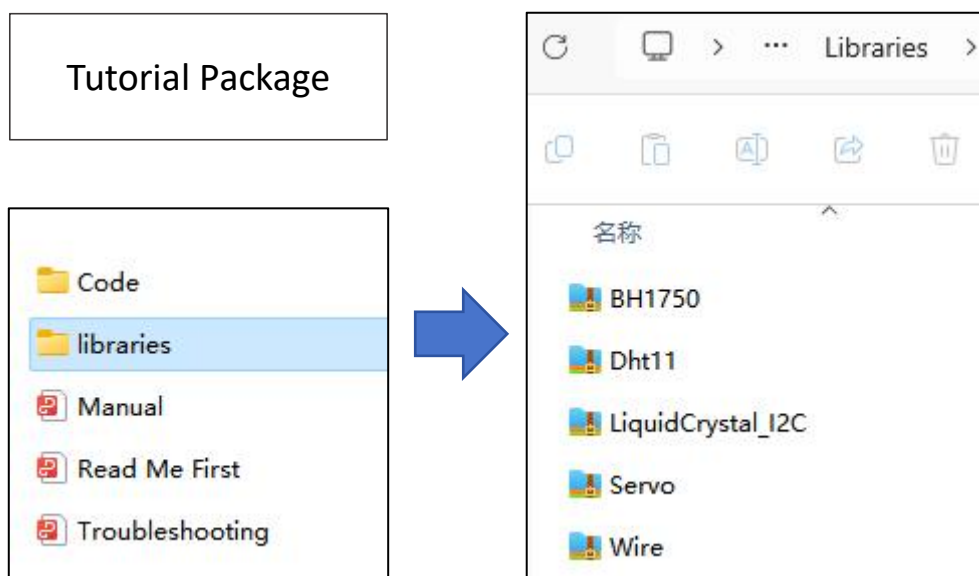 Tutorial Package
Code
libraries
Manual
Read Me First
Troubleshooting
> ... Libraries >
名称
BH1750
Dht11
LiquidCrystal_I2C
Servo
Wire